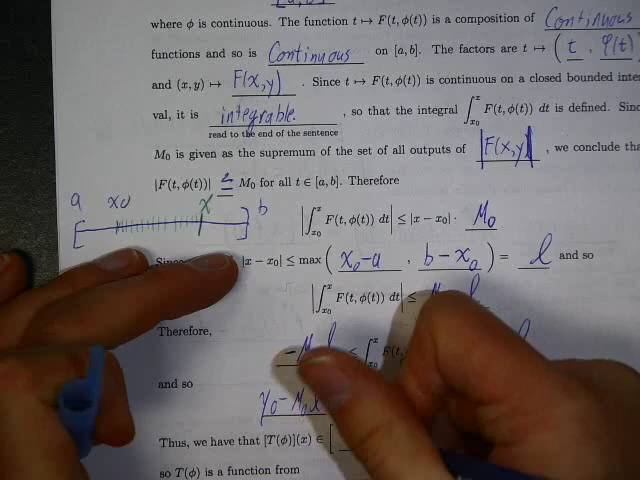 where ϕ is continuous. The function t ↦ F(t, ϕ(t)) is a composition of Continuous
functions and so is Continuous on [a, b]. The factors are t ↦ (t, φ(t)
and (x, y) ↦ F(x,y). Since t ↦ F(t, ϕ(t)) is continuous on a closed bounded inter
val, it is integrable, so that the integral ∫_{x₀}^{x} F(t, ϕ(t)) dt is defined. Sinc
read to the end of the sentence
M₀ is given as the supremum of the set of all outputs of |F(x,y)|, we conclude tha
|F(t, ϕ(t))| ≤ M₀ for all t ∈ [a, b]. Therefore
a x0 x b
|∫_{x₀}^{x} F(t, ϕ(t)) dt| ≤ |x − x₀| · M₀
|x − x₀| ≤ max(x₀-a, b-x₀) = l and so
|∫_{x₀}^{x} F(t, ϕ(t)) dt| ≤
Therefore,
≤ ∫_{x₀}^{x} F(t,
and so
Thus, we have that [T(ϕ)](x) ∈ [
so T(ϕ) is a function from